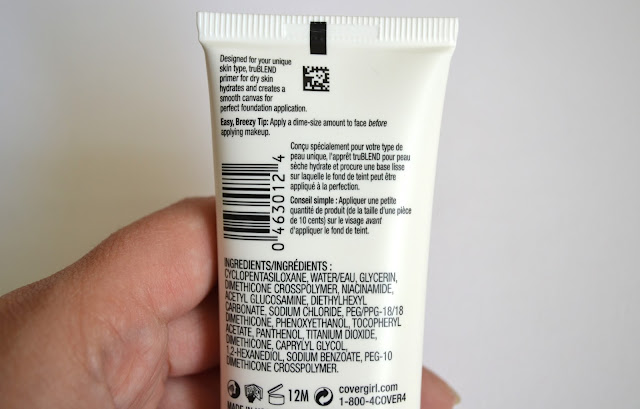 Designed for your unique
skin type, truBLEND
primer for dry skin
hydrates and creates a
smooth canvas for
perfect foundation application.
Easy, Breezy Tip: Apply a dime-size amount to face before
applying makeup.
Conçu spécialement pour votre type de
peau unique, l'apprêt truBLEND pour peau
sèche hydrate et procure une base lisse
sur laquelle le fond de teint peut être
appliqué à la perfection.
Conseil simple : Appliquer une petite
quantité de produit (de la taille d'une pièce
de 10 cents) sur le visage avant
d'appliquer le fond de teint.
0 463012 4
INGREDIENTS/INGRÉDIENTS :
CYCLOPENTASILOXANE, WATER/EAU, GLYCERIN,
DIMETHICONE CROSSPOLYMER, NIACINAMIDE,
ACETYL GLUCOSAMINE, DIETHYLHEXYL
CARBONATE, SODIUM CHLORIDE, PEG/PPG-18/18
DIMETHICONE, PHENOXYETHANOL, TOCOPHERYL
ACETATE, PANTHENOL, TITANIUM DIOXIDE,
DIMETHICONE, CAPRYLYL GLYCOL,
1,2-HEXANEDIOL, SODIUM BENZOATE, PEG-10
DIMETHICONE CROSSPOLYMER.
12M
covergirl.com
1-800-4COVER4
MADE IN